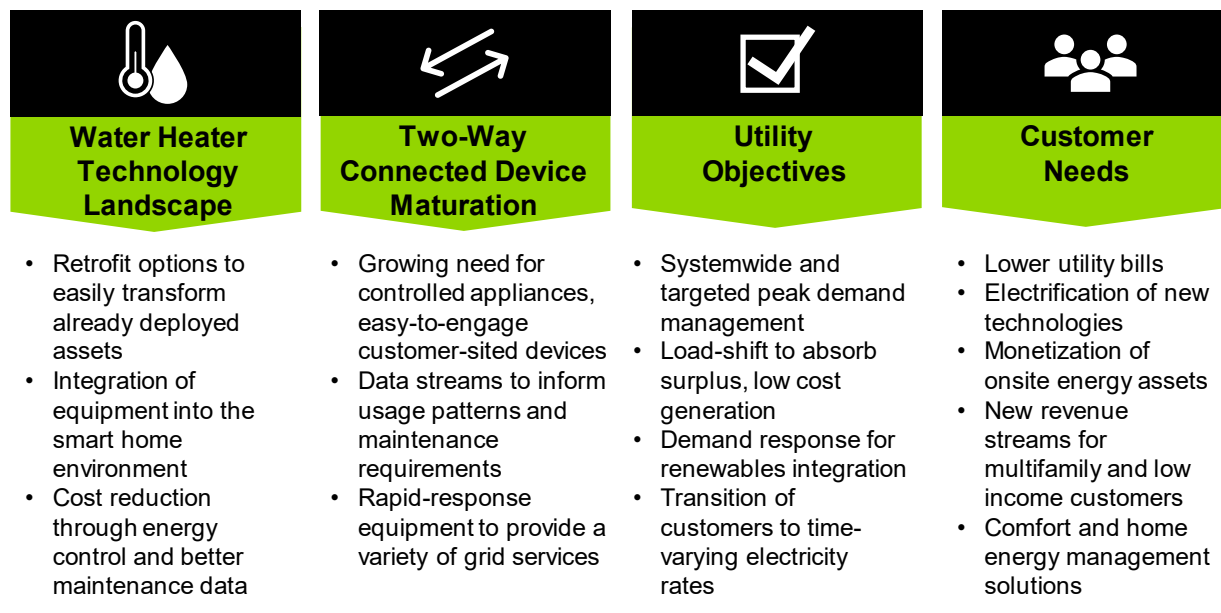 Water Heater
Technology
Landscape
• Retrofit options to
easily transform
already deployed
assets
• Integration of
equipment into the
smart home
environment
• Cost reduction
through energy
control and better
maintenance data
Two-Way
Connected Device
Maturation
• Growing need for
controlled appliances,
easy-to-engage
customer-sited devices
• Data streams to inform
usage patterns and
maintenance
requirements
• Rapid-response
equipment to provide a
variety of grid services
Utility
Objectives
• Systemwide and
targeted peak demand
management
• Load-shift to absorb
surplus, low cost
generation
• Demand response for
renewables integration
• Transition of
customers to time-
varying electricity
rates
Customer
Needs
• Lower utility bills
• Electrification of new
technologies
• Monetization of
onsite energy assets
• New revenue
streams for
multifamily and low
income customers
• Comfort and home
energy management
solutions